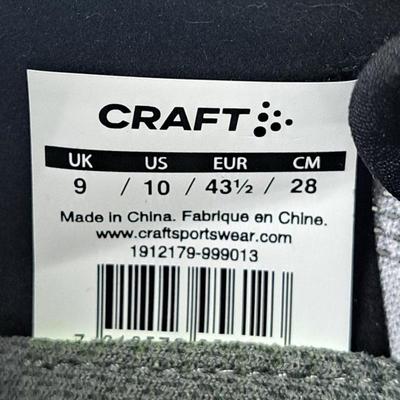 CRAFT
UK US EUR CM
9 / 10 / 43½ / 28
Made in China. Fabrique en Chine.
www.craftsportswear.com
1912179-999013